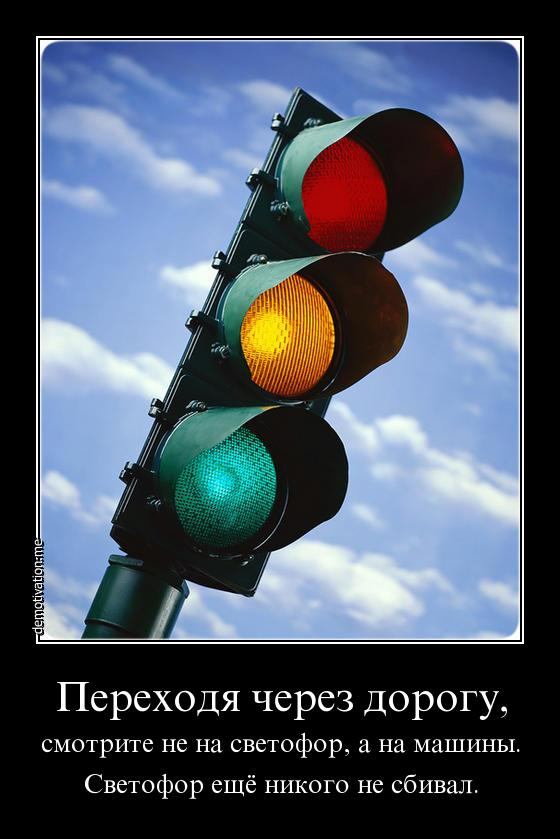 demotivation.me
Переходя через дорогу,
смотрите не на светофор, а на машины.
Светофор ещё никого не сбивал.